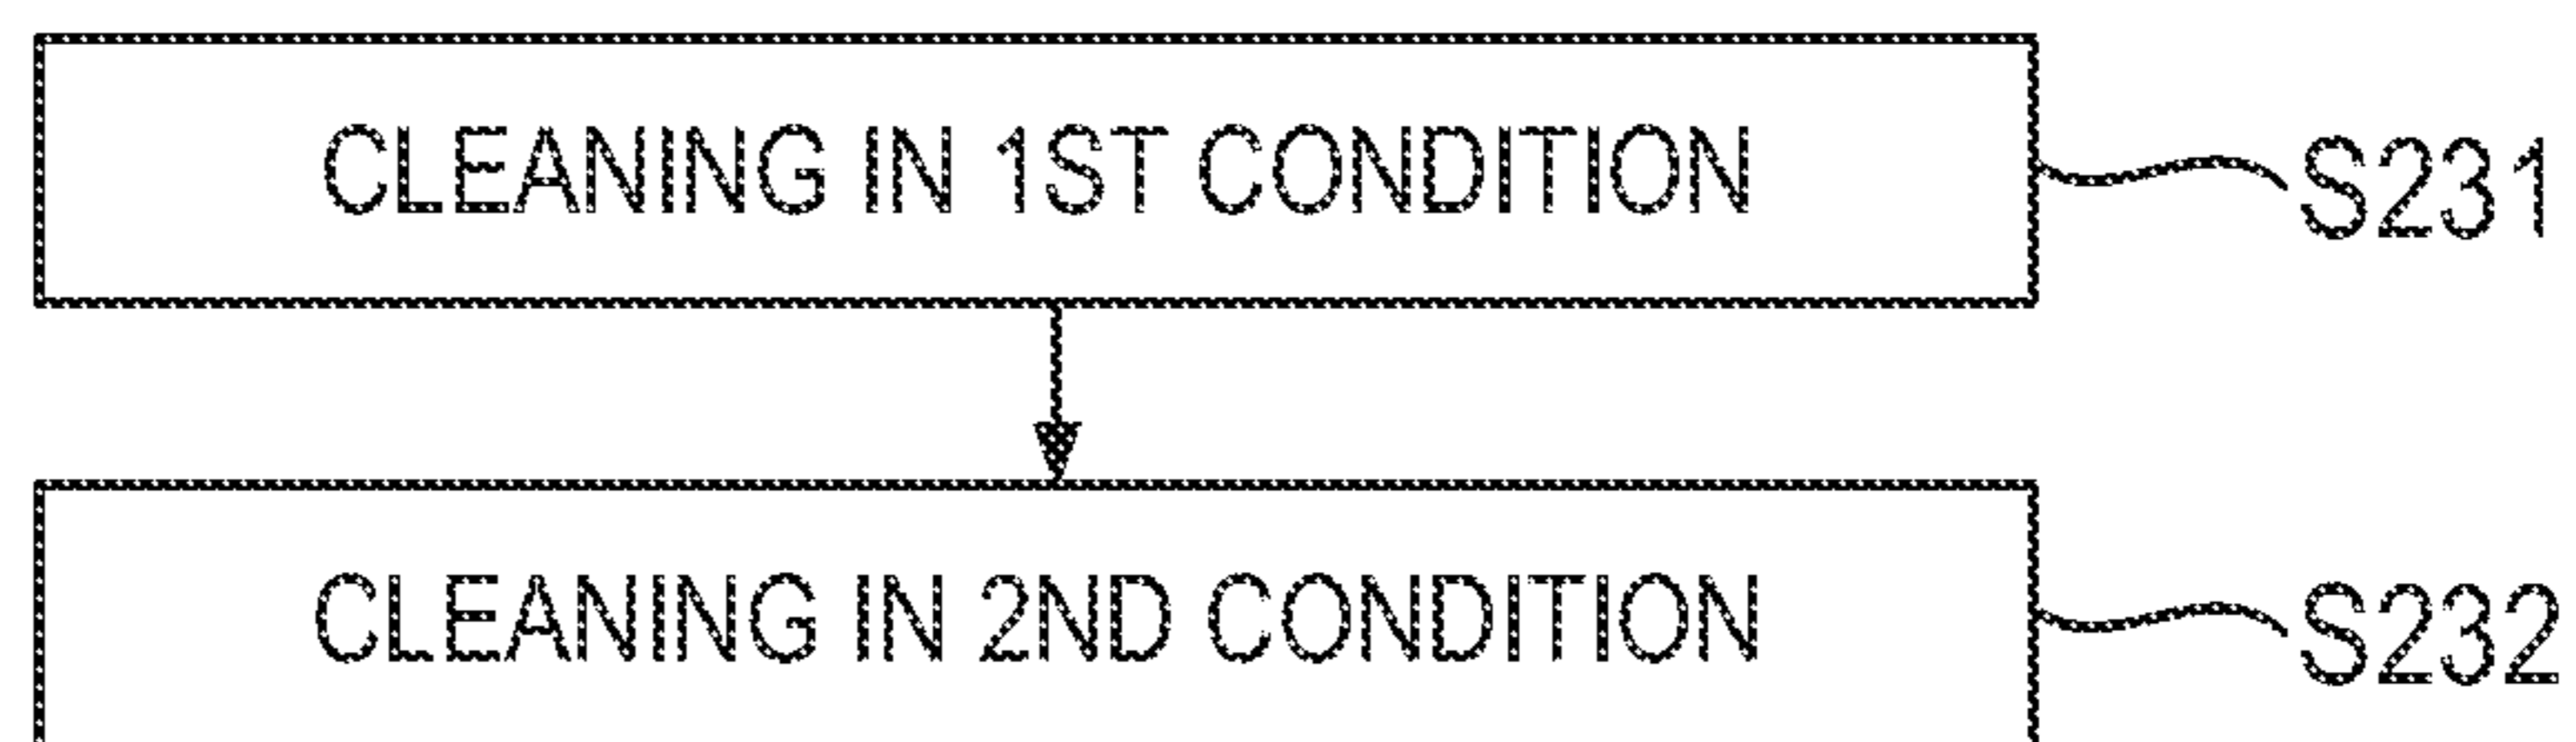 CLEANING IN 1ST CONDITION S231
CLEANING IN 2ND CONDITION S232